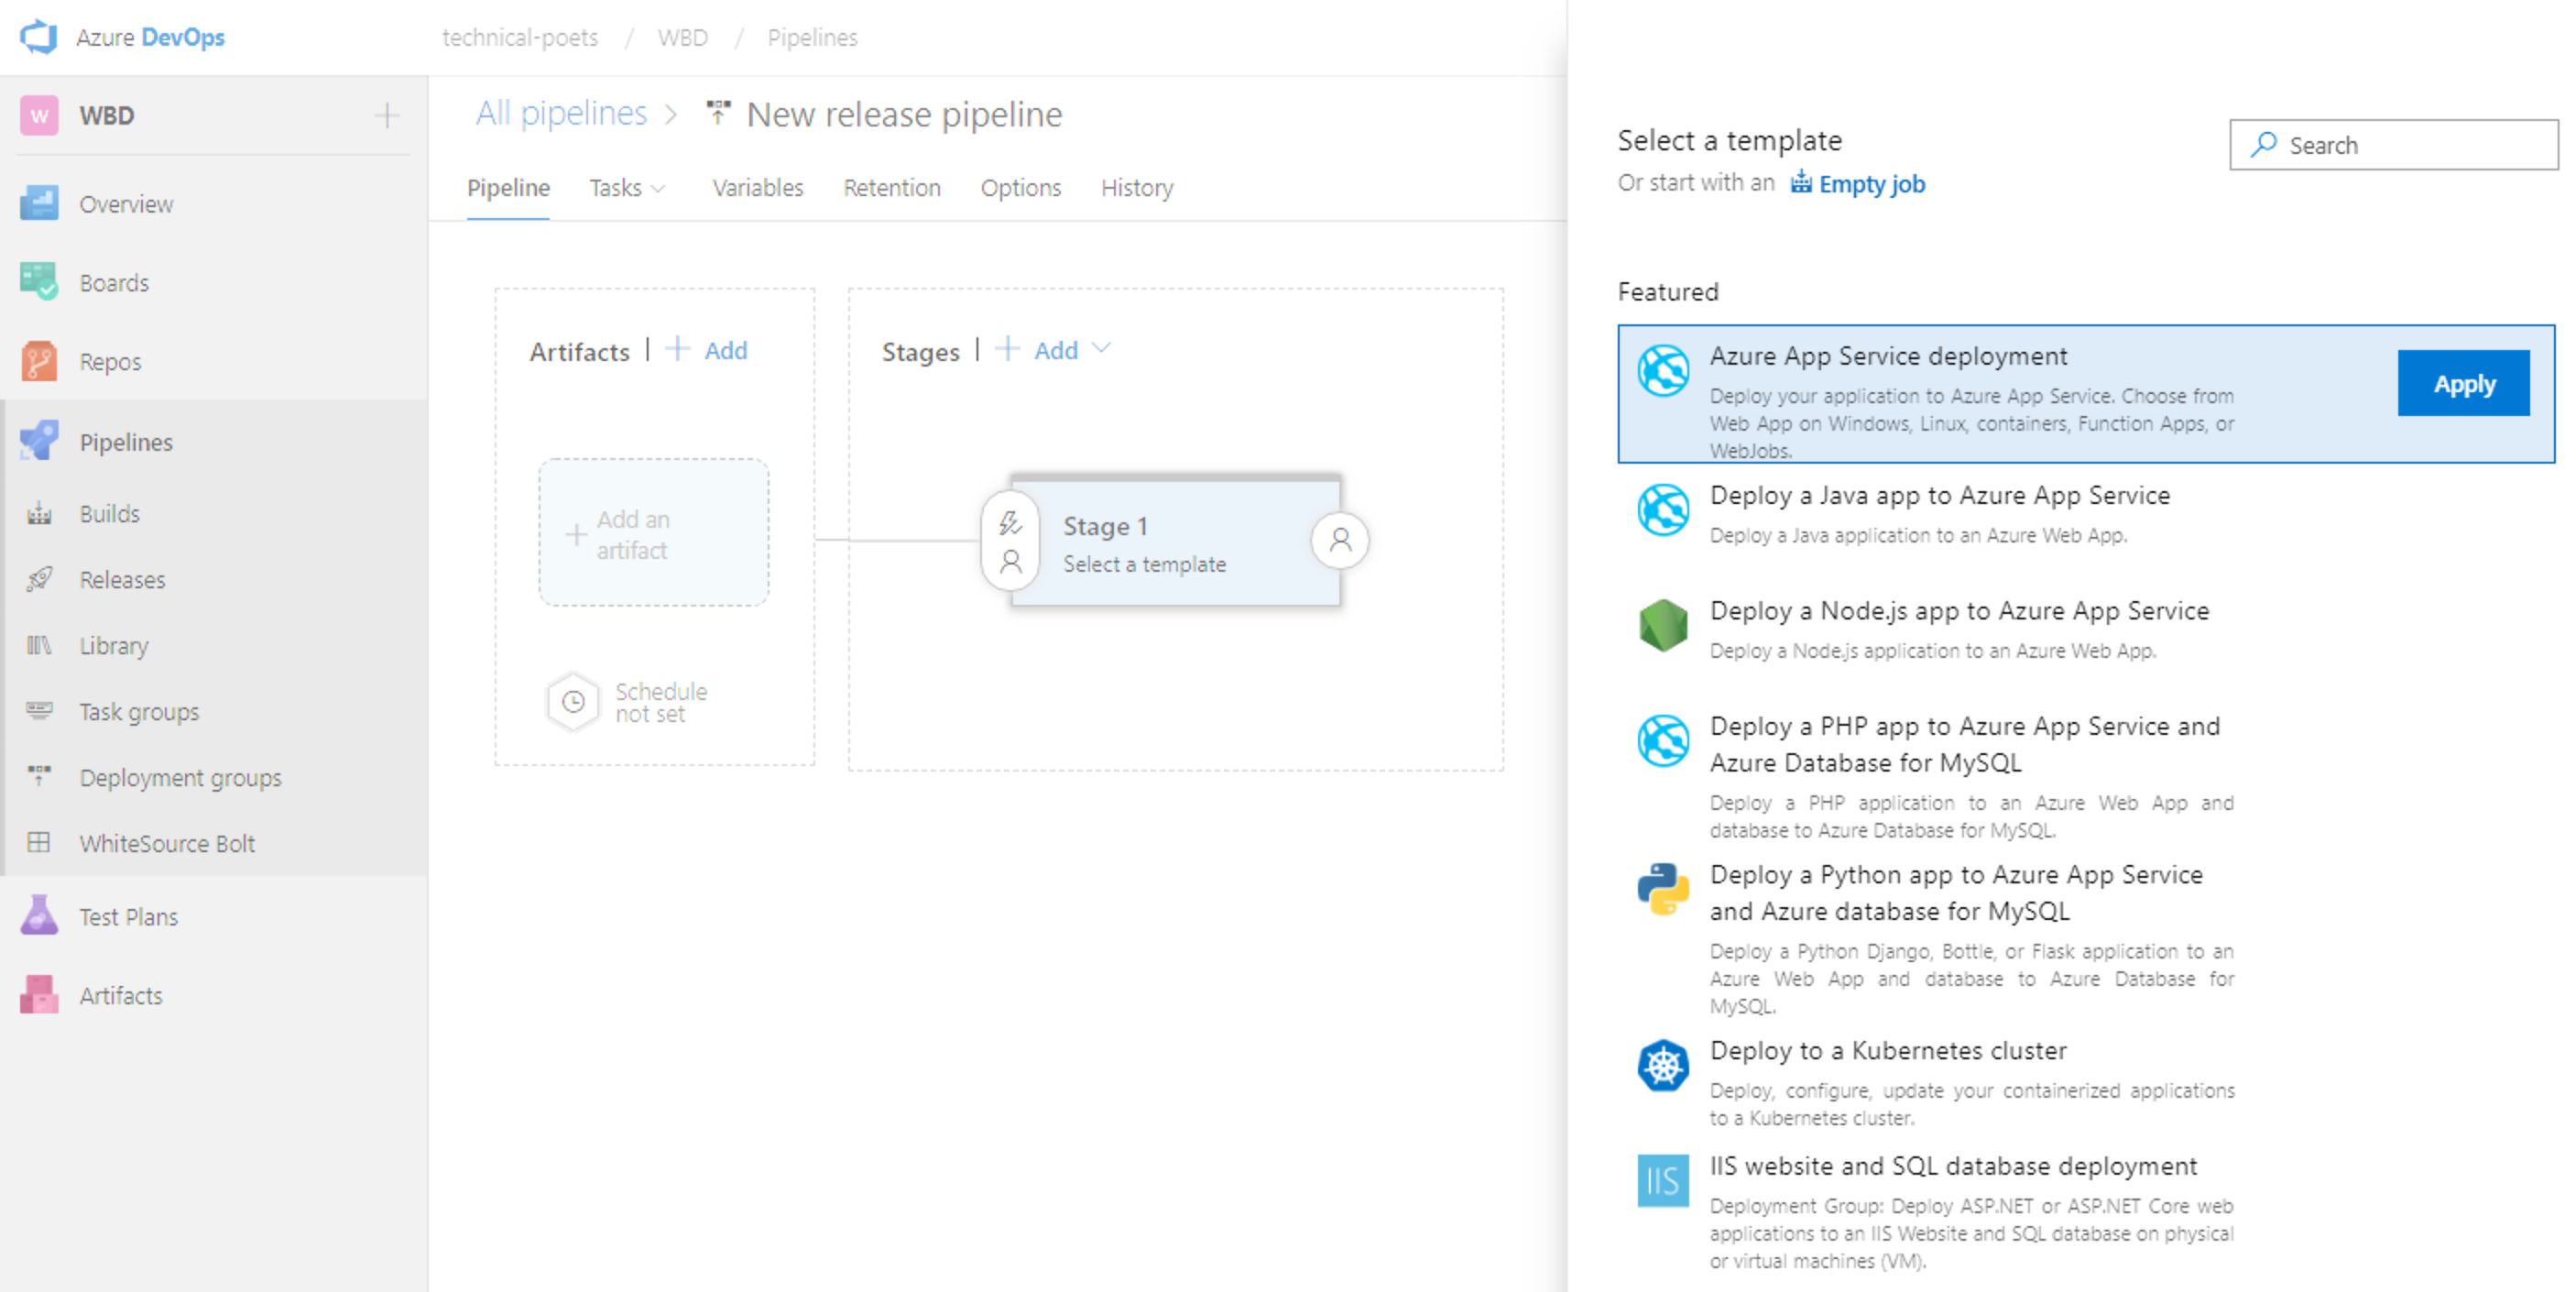 Azure DevOps
technical-poets / WBD / Pipelines
W WBD
Overview
Boards
Repos
Pipelines
Builds
Releases
Library
Task groups
Deployment groups
WhiteSource Bolt
Test Plans
Artifacts
All pipelines > New release pipeline
Pipeline Tasks Variables Retention Options History
Artifacts | + Add
Add an
artifact
Schedule
not set
Stages | + Add
Stage 1
Select a template
Select a template
Search
Or start with an Empty job
Featured
Azure App Service deployment
Deploy your application to Azure App Service. Choose from
Web App on Windows, Linux, containers, Function Apps, or
WebJobs.
Apply
Deploy a Java app to Azure App Service
Deploy a Java application to an Azure Web App.
Deploy a Node.js app to Azure App Service
Deploy a Node.js application to an Azure Web App.
Deploy a PHP app to Azure App Service and
Azure Database for MySQL
Deploy a PHP application to an Azure Web App and
database to Azure Database for MySQL.
Deploy a Python app to Azure App Service
and Azure database for MySQL
Deploy a Python Django, Bottle, or Flask application to an
Azure Web App and database to Azure Database for
MySQL.
Deploy to a Kubernetes cluster
Deploy, configure, update your containerized applications
to a Kubernetes cluster.
IIS
IIS website and SQL database deployment
Deployment Group: Deploy ASP.NET or ASP.NET Core web
applications to an IIS Website and SQL database on physical
or virtual machines (VM).